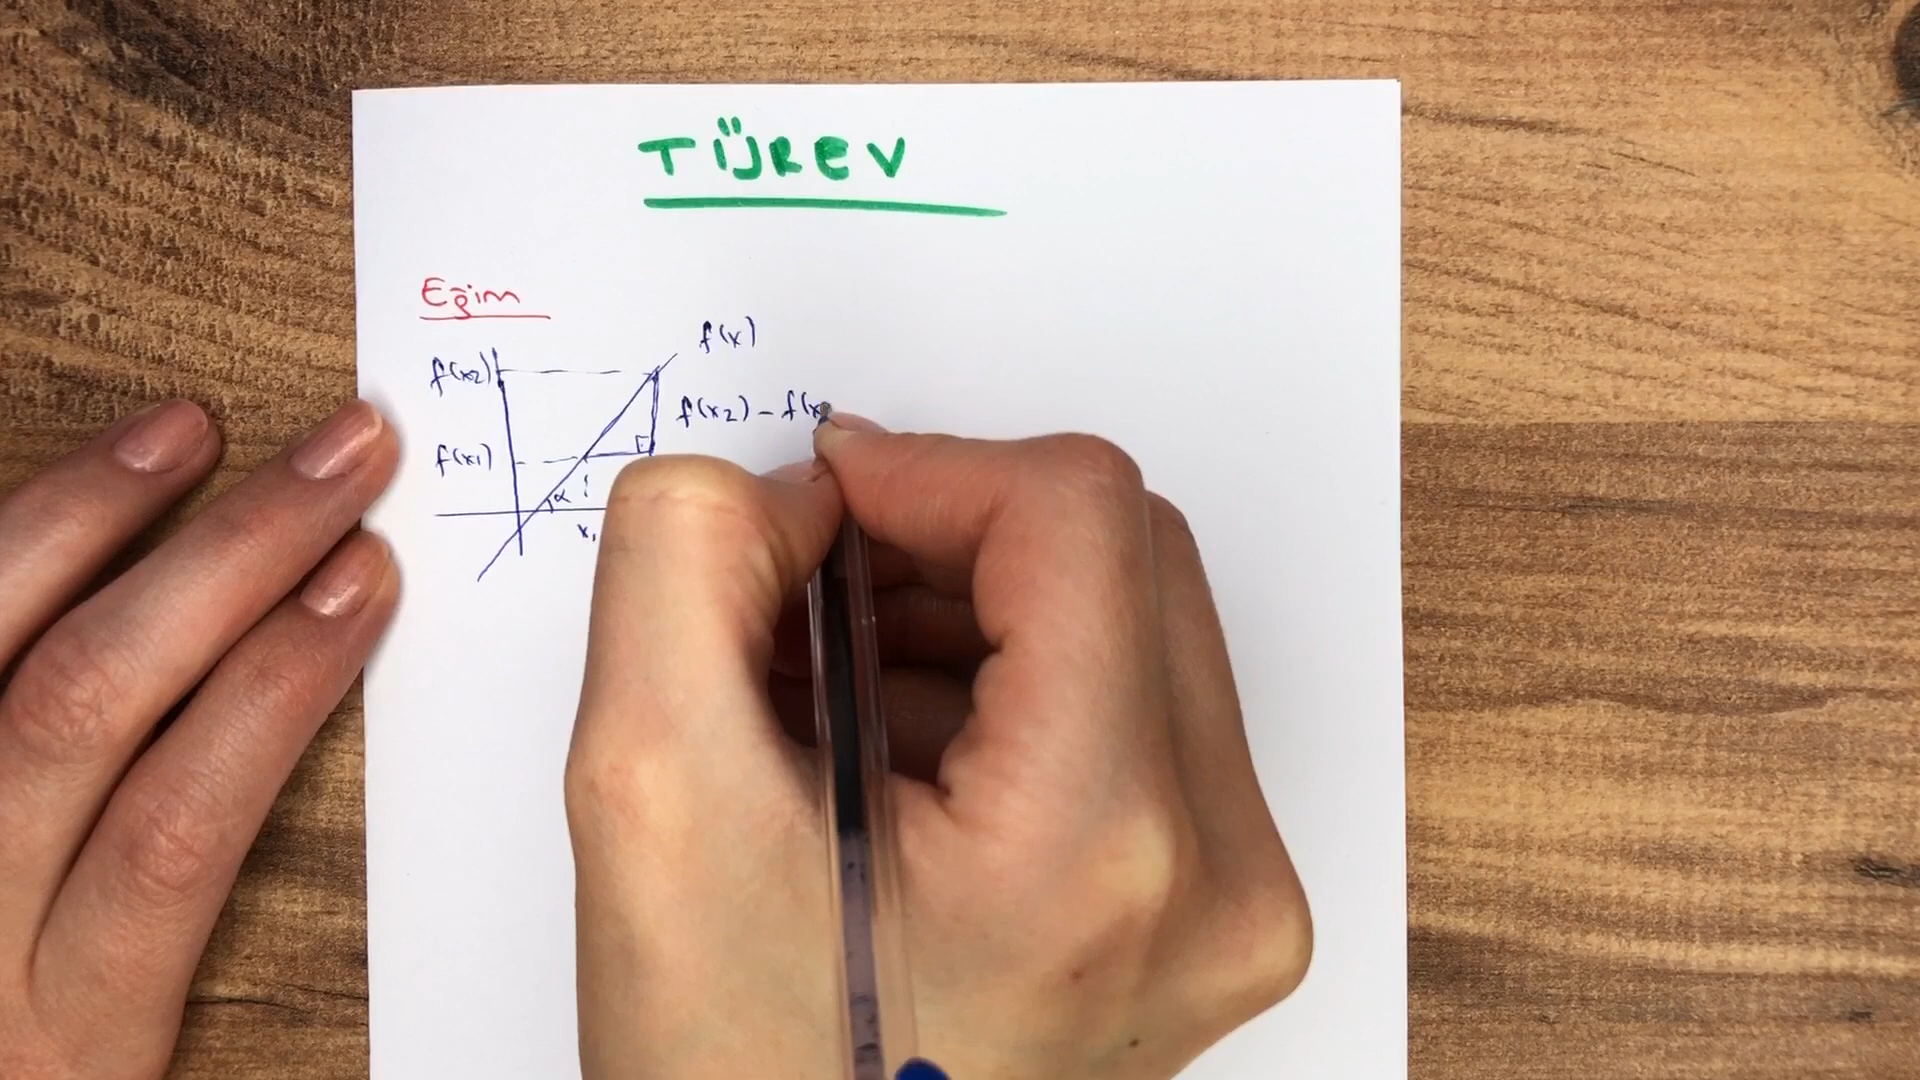 TÜREV
Eğim
f(x)
f(x2)
f(x2) - f(x
f(x1)
α
x1